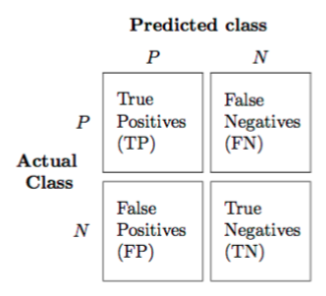 Predicted class
P N
True False
P Positives Negatives
(TP) (FN)
Actual
Class
False True
N Positives Negatives
(FP) (TN)